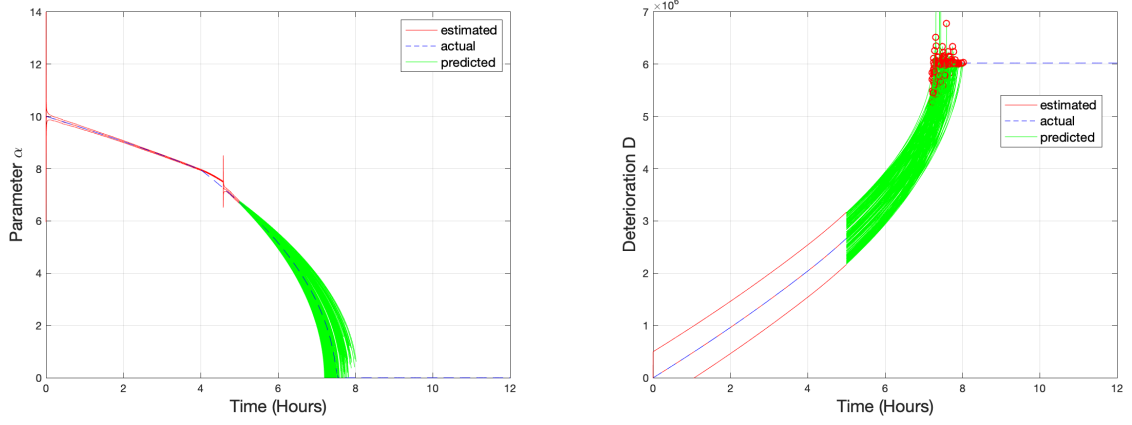 14
12
10
8
6
4
2
0
Parameter α
0 2 4 6 8 10 12
Time (Hours)
estimated
actual
predicted
×10⁶
7
6
5
4
3
2
1
0
Deterioration D
0 2 4 6 8 10 12
Time (Hours)
estimated
actual
predicted